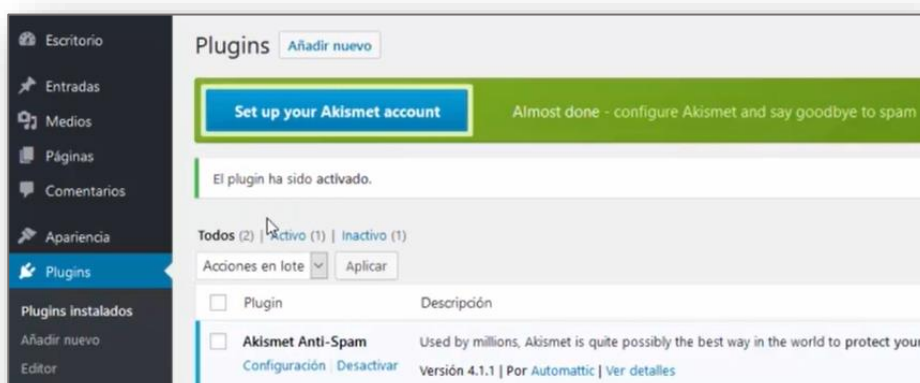 Escritorio
Entradas
Medios
Páginas
Comentarios
Apariencia
Plugins
Plugins instalados
Añadir nuevo
Editor
Plugins Añadir nuevo
Set up your Akismet account Almost done - configure Akismet and say goodbye to spam
El plugin ha sido activado.
Todos (2) | Activo (1) | Inactivo (1)
Acciones en lote Aplicar
Plugin Descripción
Akismet Anti-Spam Used by millions, Akismet is quite possibly the best way in the world to protect your
Configuración | Desactivar Versión 4.1.1 | Por Automattic | Ver detalles